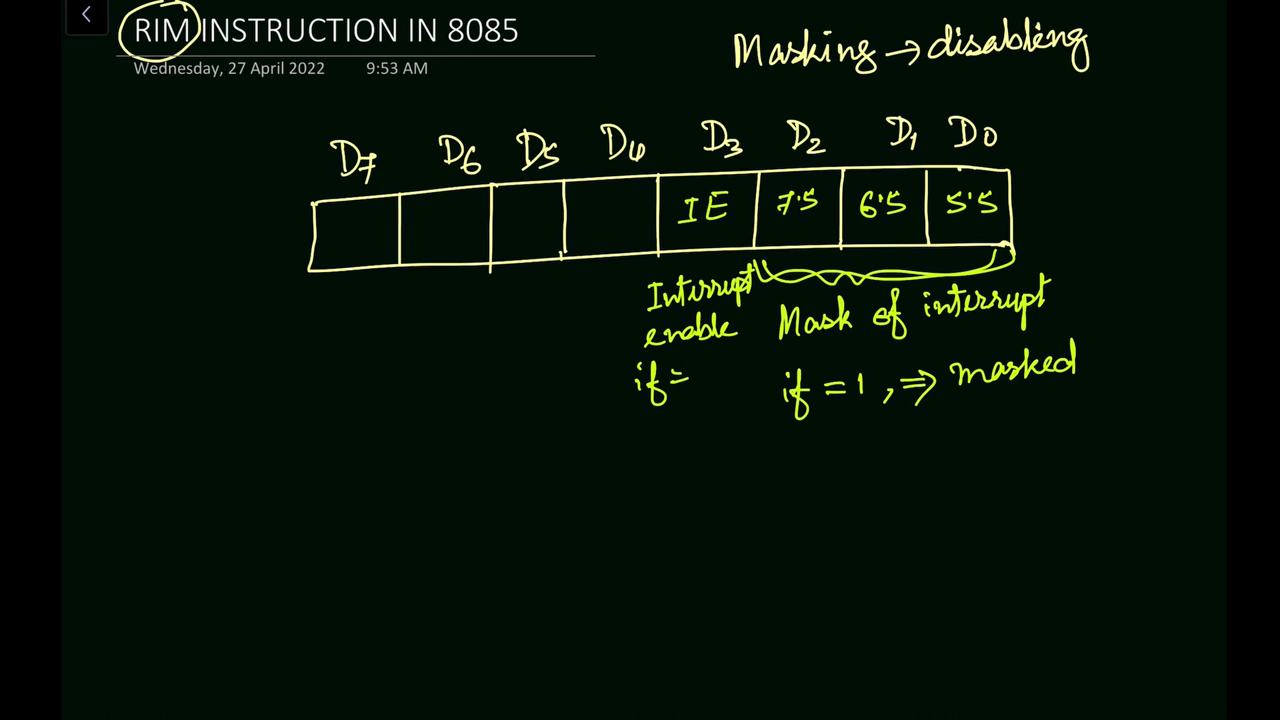 RIM INSTRUCTION IN 8085
Masking → disabling
Wednesday, 27 April 2022 9:53 AM
D7 D6 D5 D4 D3 D2 D1 D0
IE 7.5 6.5 5.5
Interrupt
enable
if =
Mask of interrupt
if = 1, ⇒ masked